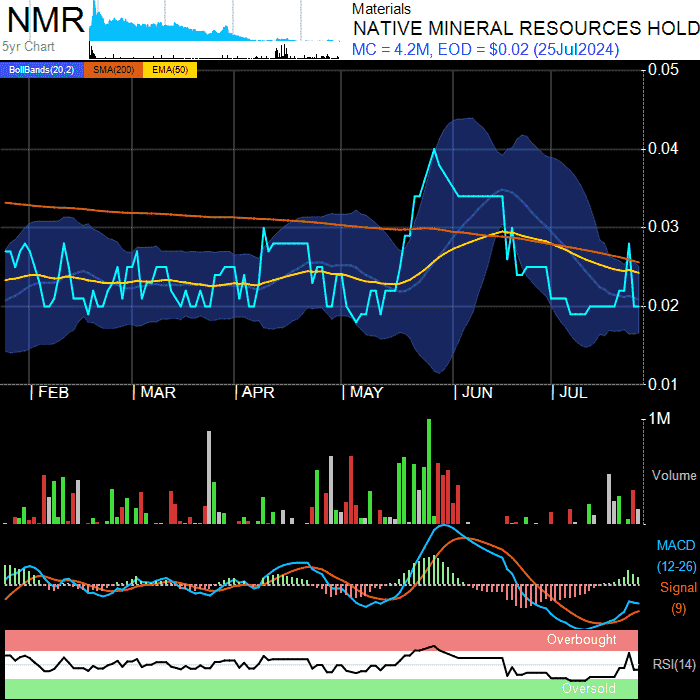 NMR
5yr Chart
Materials
NATIVE MINERAL RESOURCES HOLD
MC = 4.2M, EOD = $0.02 (25Jul2024)
BollBands(20,2) SMA(200) EMA(50)
0.05
0.04
0.03
0.02
0.01
FEB MAR APR MAY JUN JUL
1M
Volume
MACD
(12-26)
Signal
(9)
Overbought
RSI(14)
Oversold